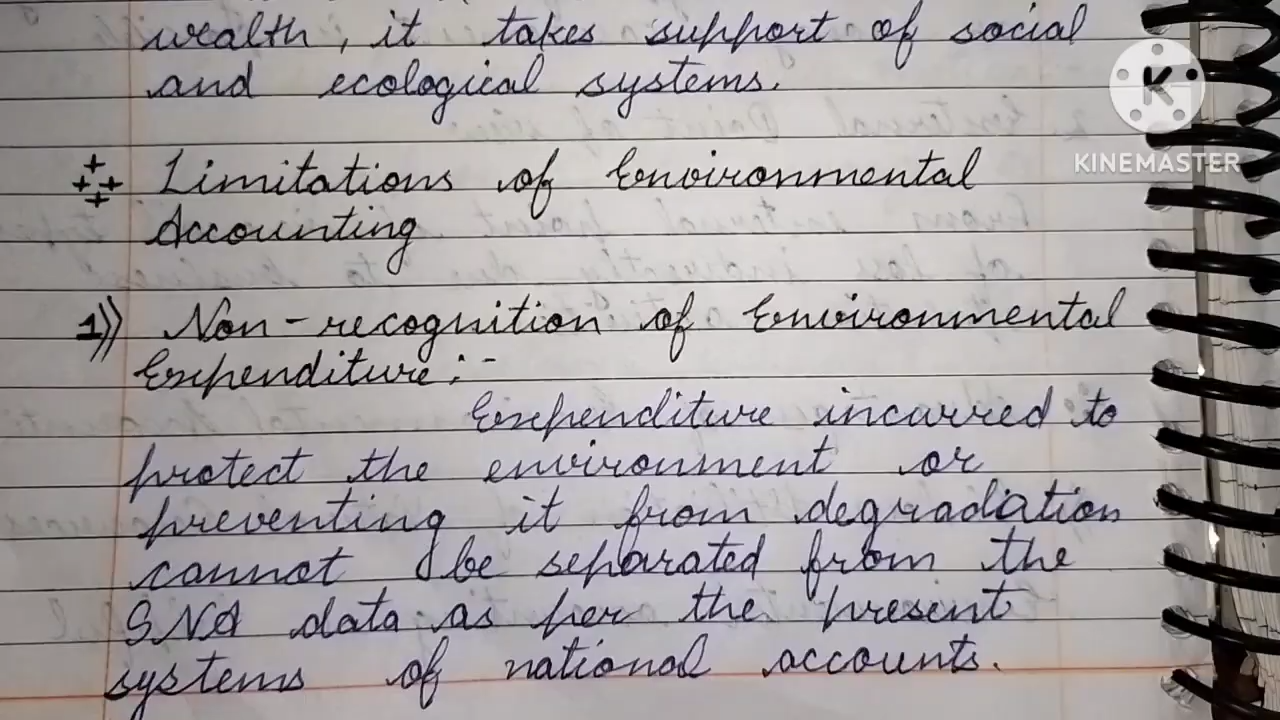 wealth, it takes support of social
and ecological systems.
K
KINEMASTER
Limitations of Environmental
Accounting
1)) Non-recognition of Environmental
Expenditure:-
Expenditure incurred to
protect the environment or
preventing it from degradation
cannot be separated from the
SNA data as per the present
systems of national accounts.